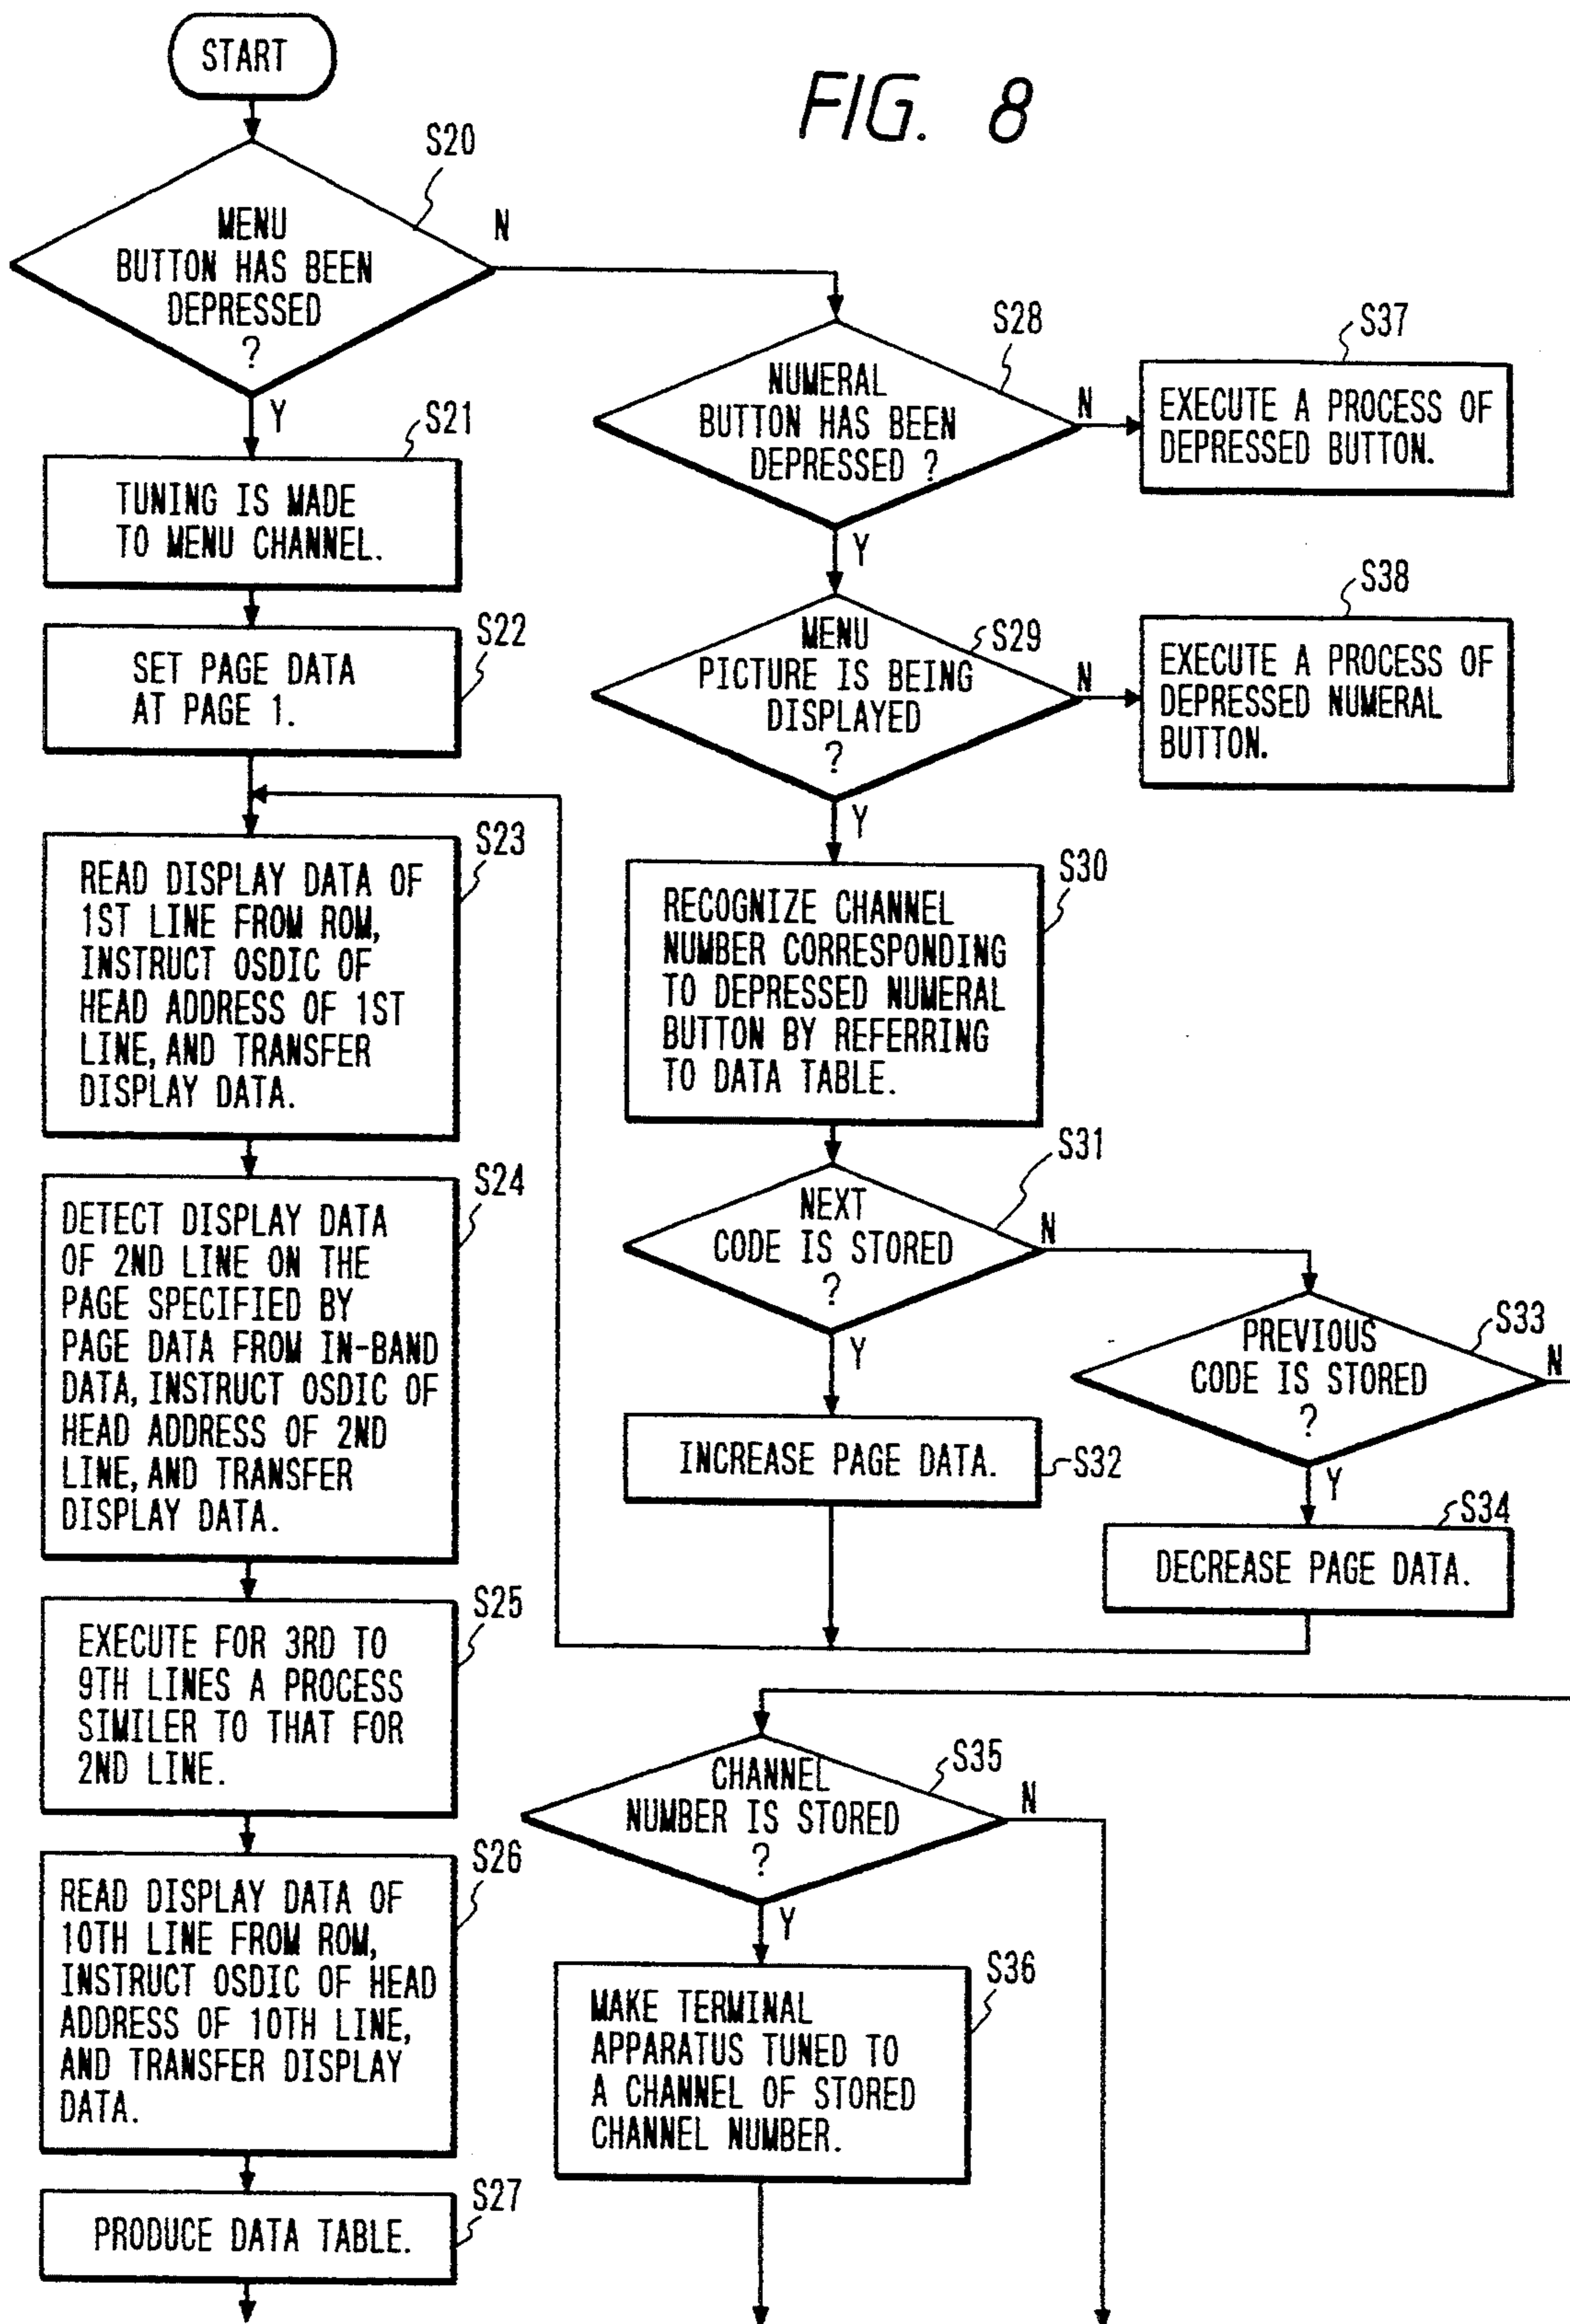 START
FIG. 8
S20
MENU
BUTTON HAS BEEN
DEPRESSED
?
N
Y
S21
TUNING IS MADE
TO MENU CHANNEL.
S22
SET PAGE DATA
AT PAGE 1.
S23
READ DISPLAY DATA OF
1ST LINE FROM ROM,
INSTRUCT OSDIC OF
HEAD ADDRESS OF 1ST
LINE, AND TRANSFER
DISPLAY DATA.
S24
DETECT DISPLAY DATA
OF 2ND LINE ON THE
PAGE SPECIFIED BY
PAGE DATA FROM IN-BAND
DATA, INSTRUCT OSDIC OF
HEAD ADDRESS OF 2ND
LINE, AND TRANSFER
DISPLAY DATA.
S25
EXECUTE FOR 3RD TO
9TH LINES A PROCESS
SIMILER TO THAT FOR
2ND LINE.
S26
READ DISPLAY DATA OF
10TH LINE FROM ROM,
INSTRUCT OSDIC OF HEAD
ADDRESS OF 10TH LINE,
AND TRANSFER DISPLAY
DATA.
S27
PRODUCE DATA TABLE.
S28
NUMERAL
BUTTON HAS BEEN
DEPRESSED ?
N
Y
S37
EXECUTE A PROCESS OF
DEPRESSED BUTTON.
S29
MENU
PICTURE IS BEING
DISPLAYED
?
N
Y
S38
EXECUTE A PROCESS OF
DEPRESSED NUMERAL
BUTTON.
S30
RECOGNIZE CHANNEL
NUMBER CORRESPONDING
TO DEPRESSED NUMERAL
BUTTON BY REFERRING
TO DATA TABLE.
S31
NEXT
CODE IS STORED
?
N
Y
INCREASE PAGE DATA.
S32
S33
PREVIOUS
CODE IS STORED
?
N
Y
S34
DECREASE PAGE DATA.
S35
CHANNEL
NUMBER IS STORED
?
N
Y
S36
MAKE TERMINAL
APPARATUS TUNED TO
A CHANNEL OF STORED
CHANNEL NUMBER.